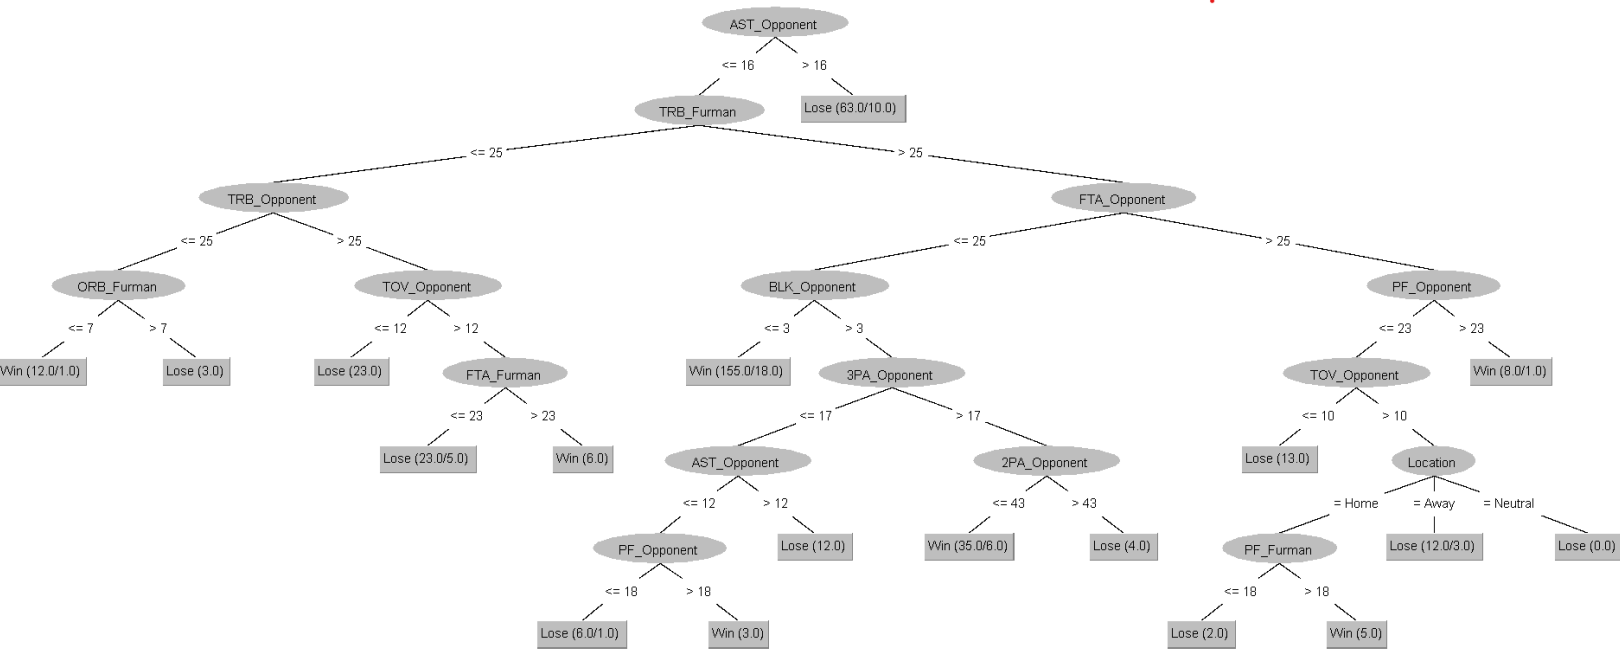 AST_Opponent
<= 16 > 16
TRB_Furman Lose (63.0/10.0)
<= 25 > 25
TRB_Opponent FTA_Opponent
<= 25 > 25 <= 25 > 25
ORB_Furman TOV_Opponent BLK_Opponent PF_Opponent
<= 7 > 7 <= 12 > 12 <= 3 > 3 <= 23 > 23
Win (12.0/1.0) Lose (3.0) Lose (23.0) FTA_Furman Win (155.0/18.0) 3PA_Opponent TOV_Opponent Win (8.0/1.0)
<= 23 > 23 <= 17 > 17 <= 10 > 10
Lose (23.0/5.0) Win (6.0) AST_Opponent 2PA_Opponent Lose (13.0) Location
<= 12 > 12 <= 43 > 43 = Home = Away = Neutral
PF_Opponent Lose (12.0) Win (35.0/6.0) Lose (4.0) PF_Furman Lose (12.0/3.0) Lose (0.0)
<= 18 > 18 <= 18 > 18
Lose (6.0/1.0) Win (3.0) Lose (2.0) Win (5.0)